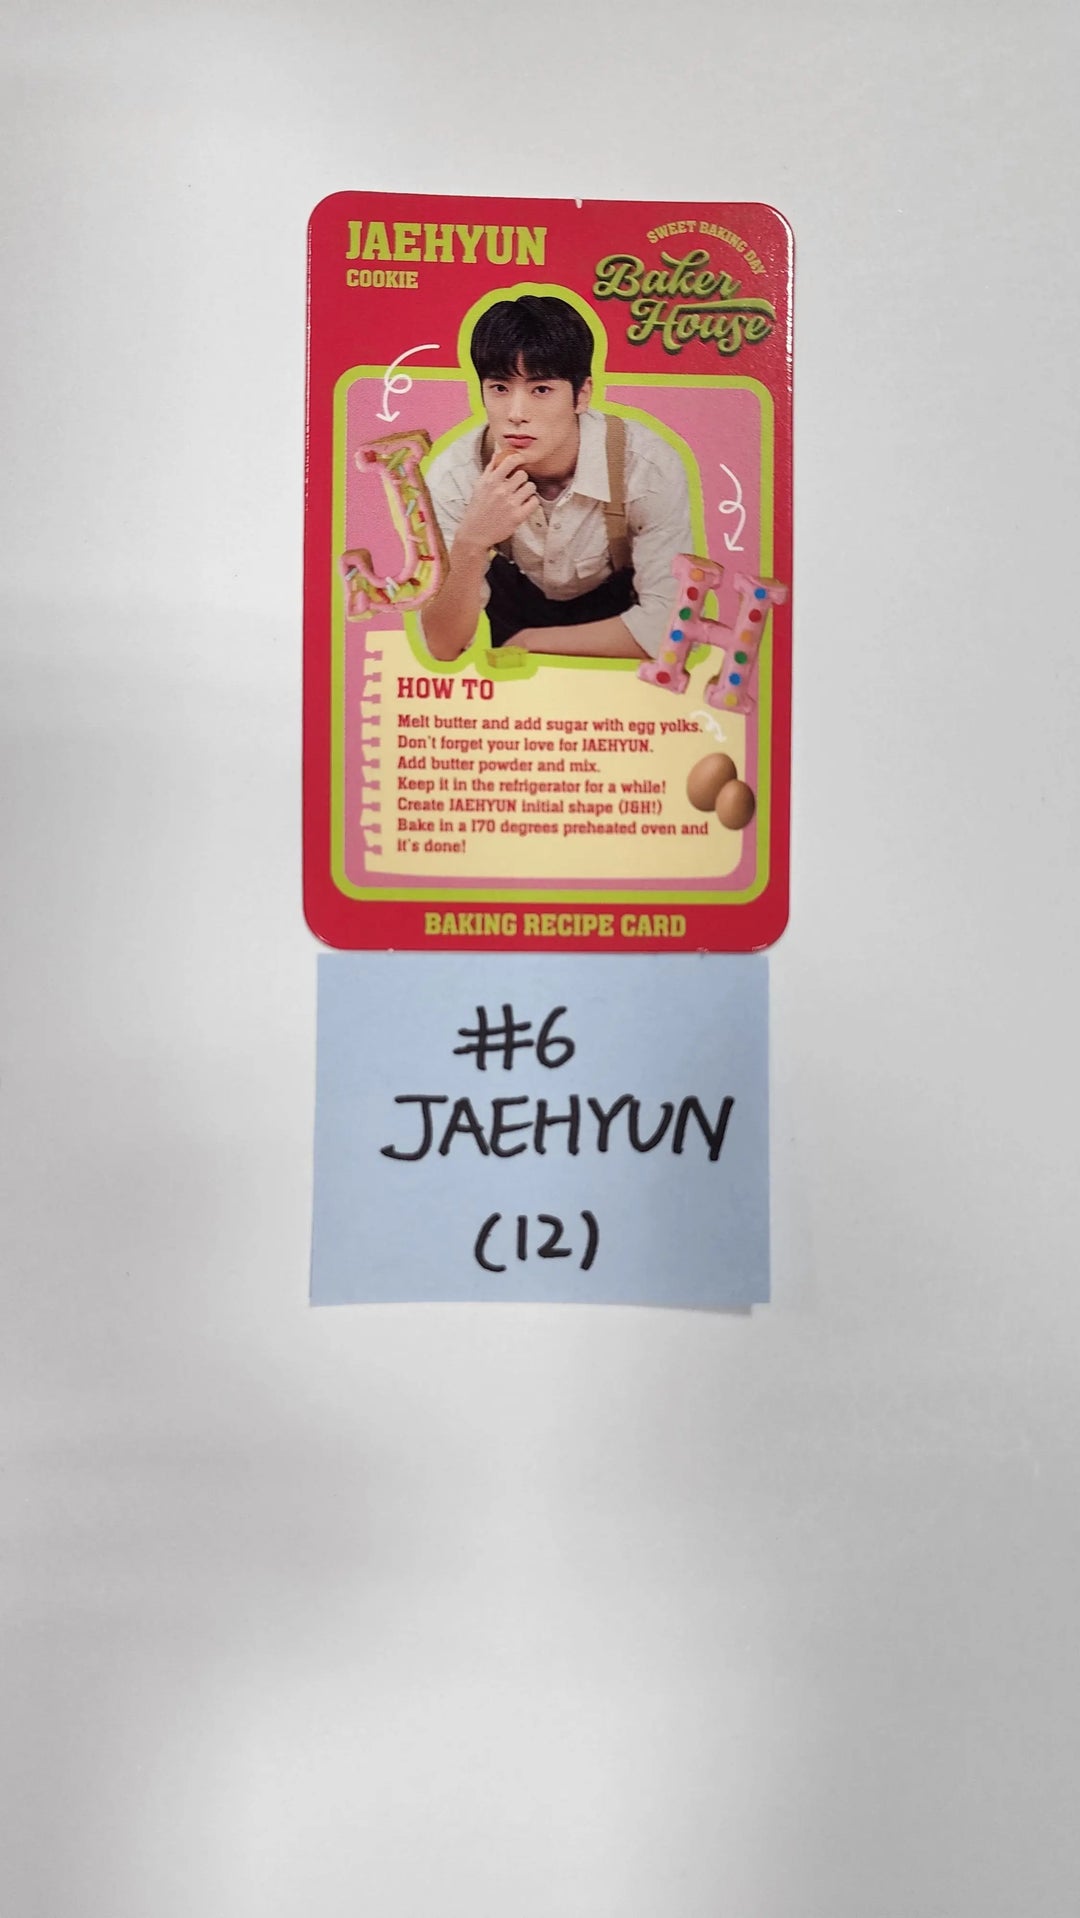 JAEHYUN
COOKIE
SWEET BAKING DAY
Baker
House
HOW TO
Melt butter and add sugar with egg yolks.
Don't forget your love for JAEHYUN.
Add butter powder and mix.
Keep it in the refrigerator for a while!
Create JAEHYUN initial shape (J&H!)
Bake in a 170 degrees preheated oven and
it's done!
BAKING RECIPE CARD
#6
JAEHYUN
(12)